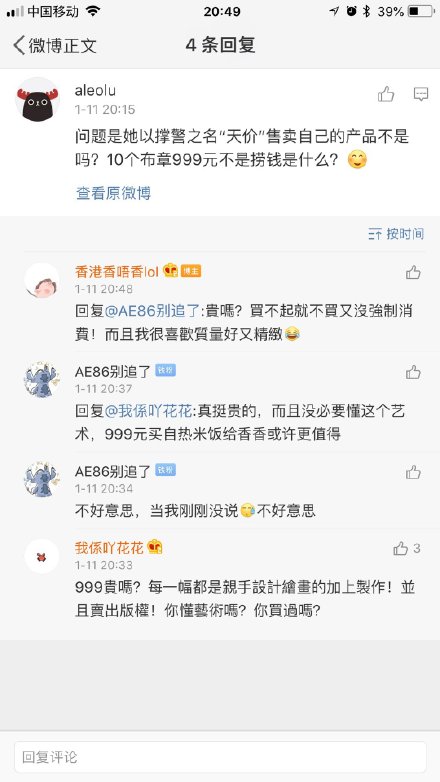 中国移动
20:49
39%
微博正文
4 条回复
aleolu
1-11 20:15
问题是她以撑警之名“天价”售卖自己的产品不是
吗？10个布章999元不是捞钱是什么？😊
查看原微博
按时间
香港香唔香lol 博主
1-11 20:48
回复@AE86别追了:貴嗎？買不起就不買又沒強制消
費！而且我很喜歡質量好又精緻😂
AE86别追了 铁粉
1-11 20:37
回复@我係吖花花:真挺贵的，而且没必要懂这个艺
术，999元买自热米饭给香香或许更值得
AE86别追了 铁粉
1-11 20:34
不好意思，当我刚刚没说😅不好意思
我係吖花花
3
1-11 20:33
999貴嗎？每一幅都是親手設計繪畫的加上製作！並
且賣出版權！你懂藝術嗎？你買過嗎？
回复评论